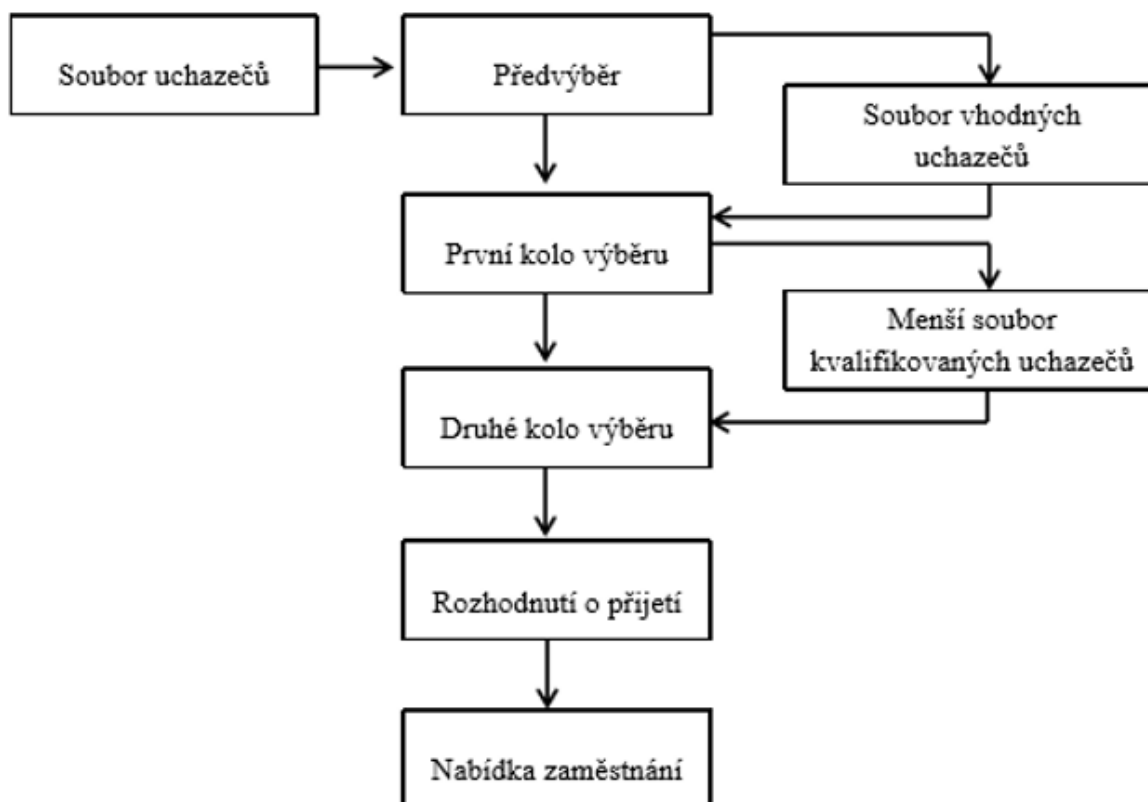 Soubor uchazečů
Předvýběr
Soubor vhodných
uchazečů
První kolo výběru
Menší soubor
kvalifikovaných uchazečů
Druhé kolo výběru
Rozhodnutí o přijetí
Nabídka zaměstnání